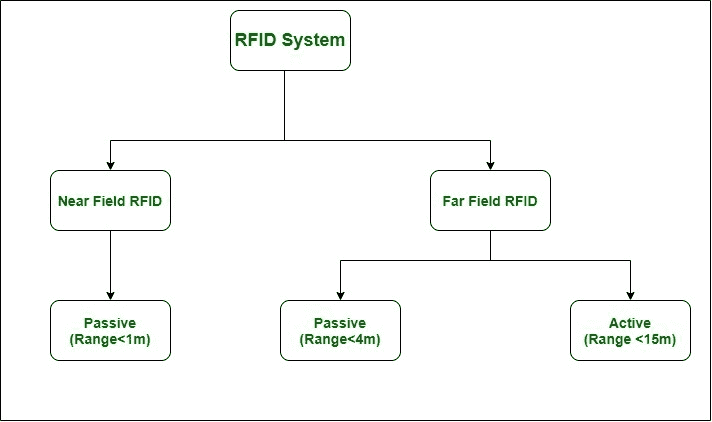 RFID System
Near Field RFID
Far Field RFID
Passive
(Range<1m)
Passive
(Range<4m)
Active
(Range <15m)